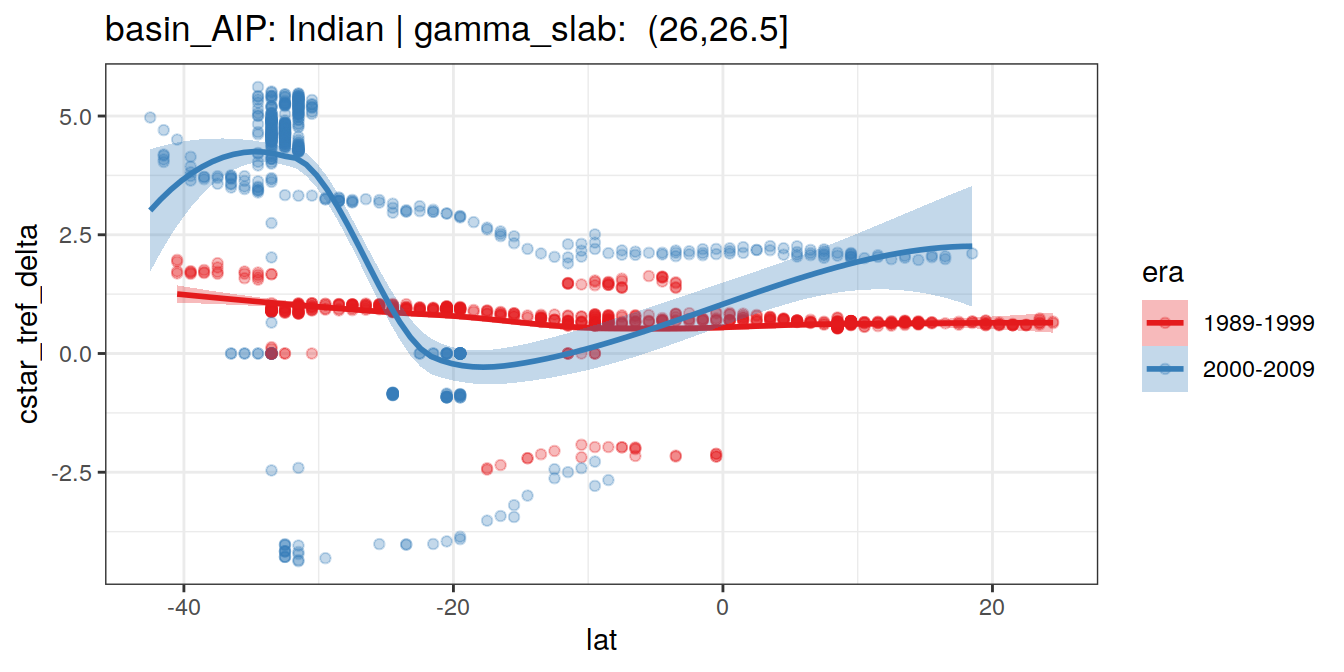 basin_AIP: Indian | gamma_slab:  (26,26.5]
cstar_tref_delta
5.0
2.5
0.0
-2.5
-40
-20
0
20
lat
era
1989-1999
2000-2009